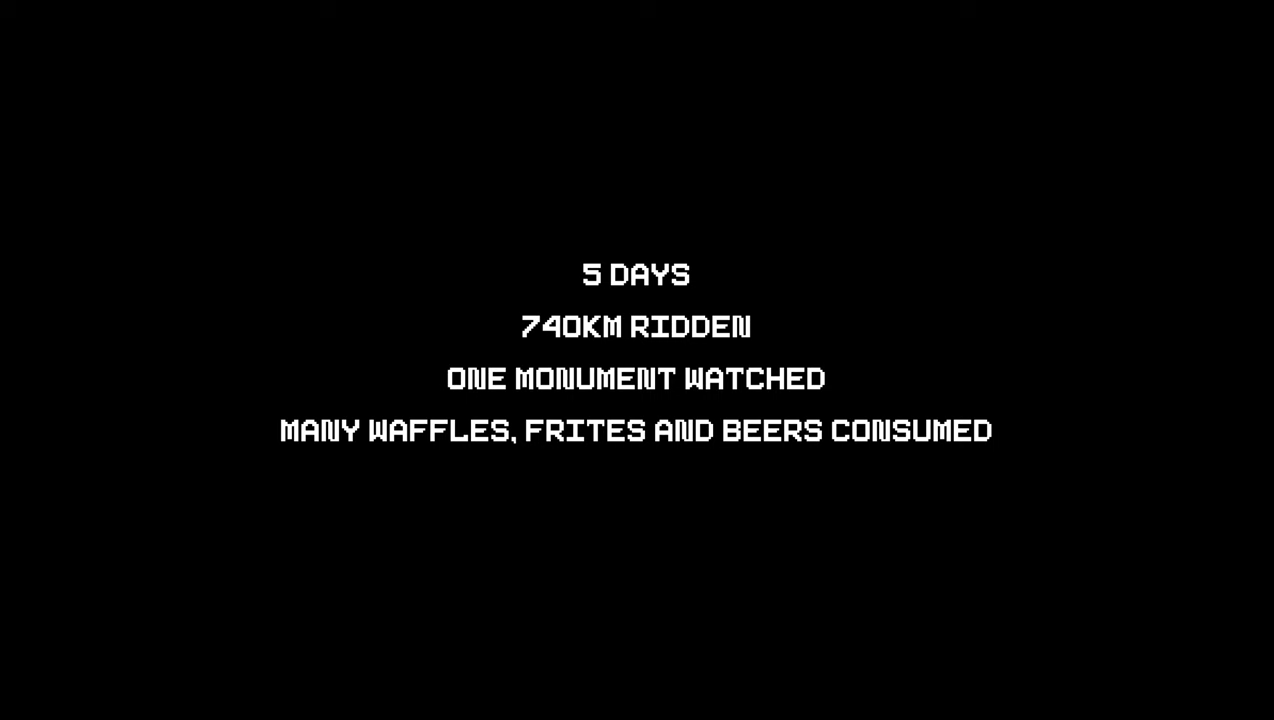 5 DAYS
740KM RIDDEN
ONE MONUMENT WATCHED
MANY WAFFLES, FRITES AND BEERS CONSUMED